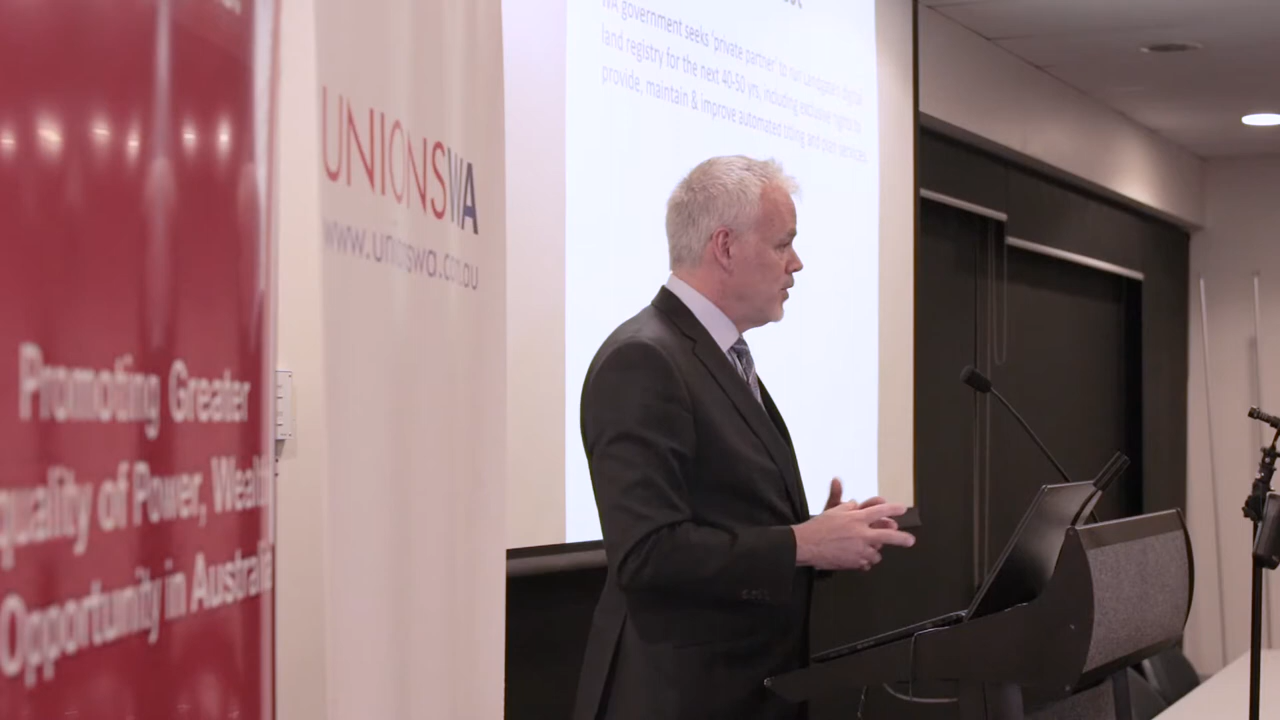 Promoting Greater
quality of Power, Wealt
Opportunity in Australia
UNIONSWA
www.unionswa.com.au
WA government seeks 'private partner' to run Landgate's digital
land registry for the next 40-50 yrs, including exclusive rights to
provide, maintain & improve automated titling and other services